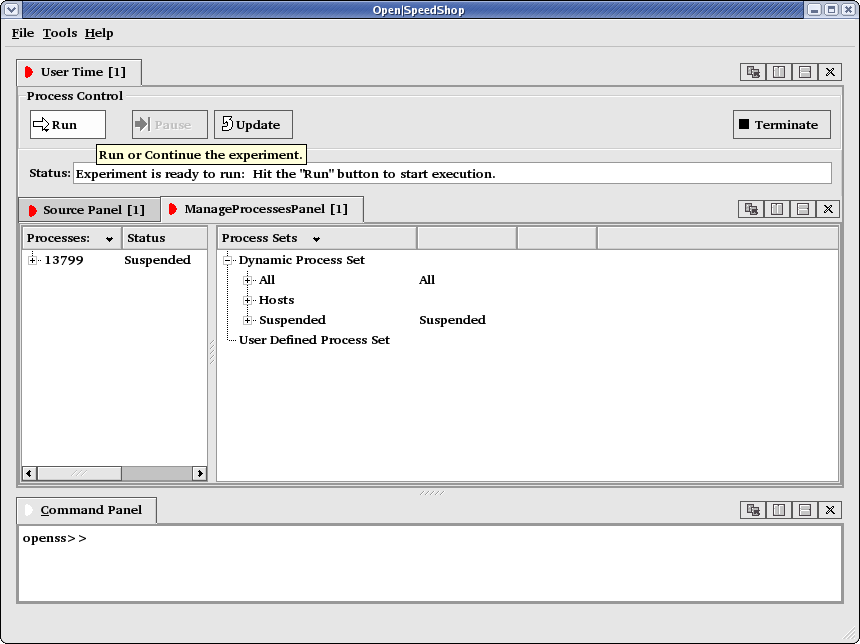 Open|SpeedShop
File Tools Help
User Time [1]
Process Control
Run Pause Update Terminate
Run or Continue the experiment.
Status: Experiment is ready to run:  Hit the "Run" button to start execution.
Source Panel [1] ManageProcessesPanel [1]
Processes: Status Process Sets
13799 Suspended Dynamic Process Set
All All
Hosts
Suspended Suspended
User Defined Process Set
Command Panel
openss>>